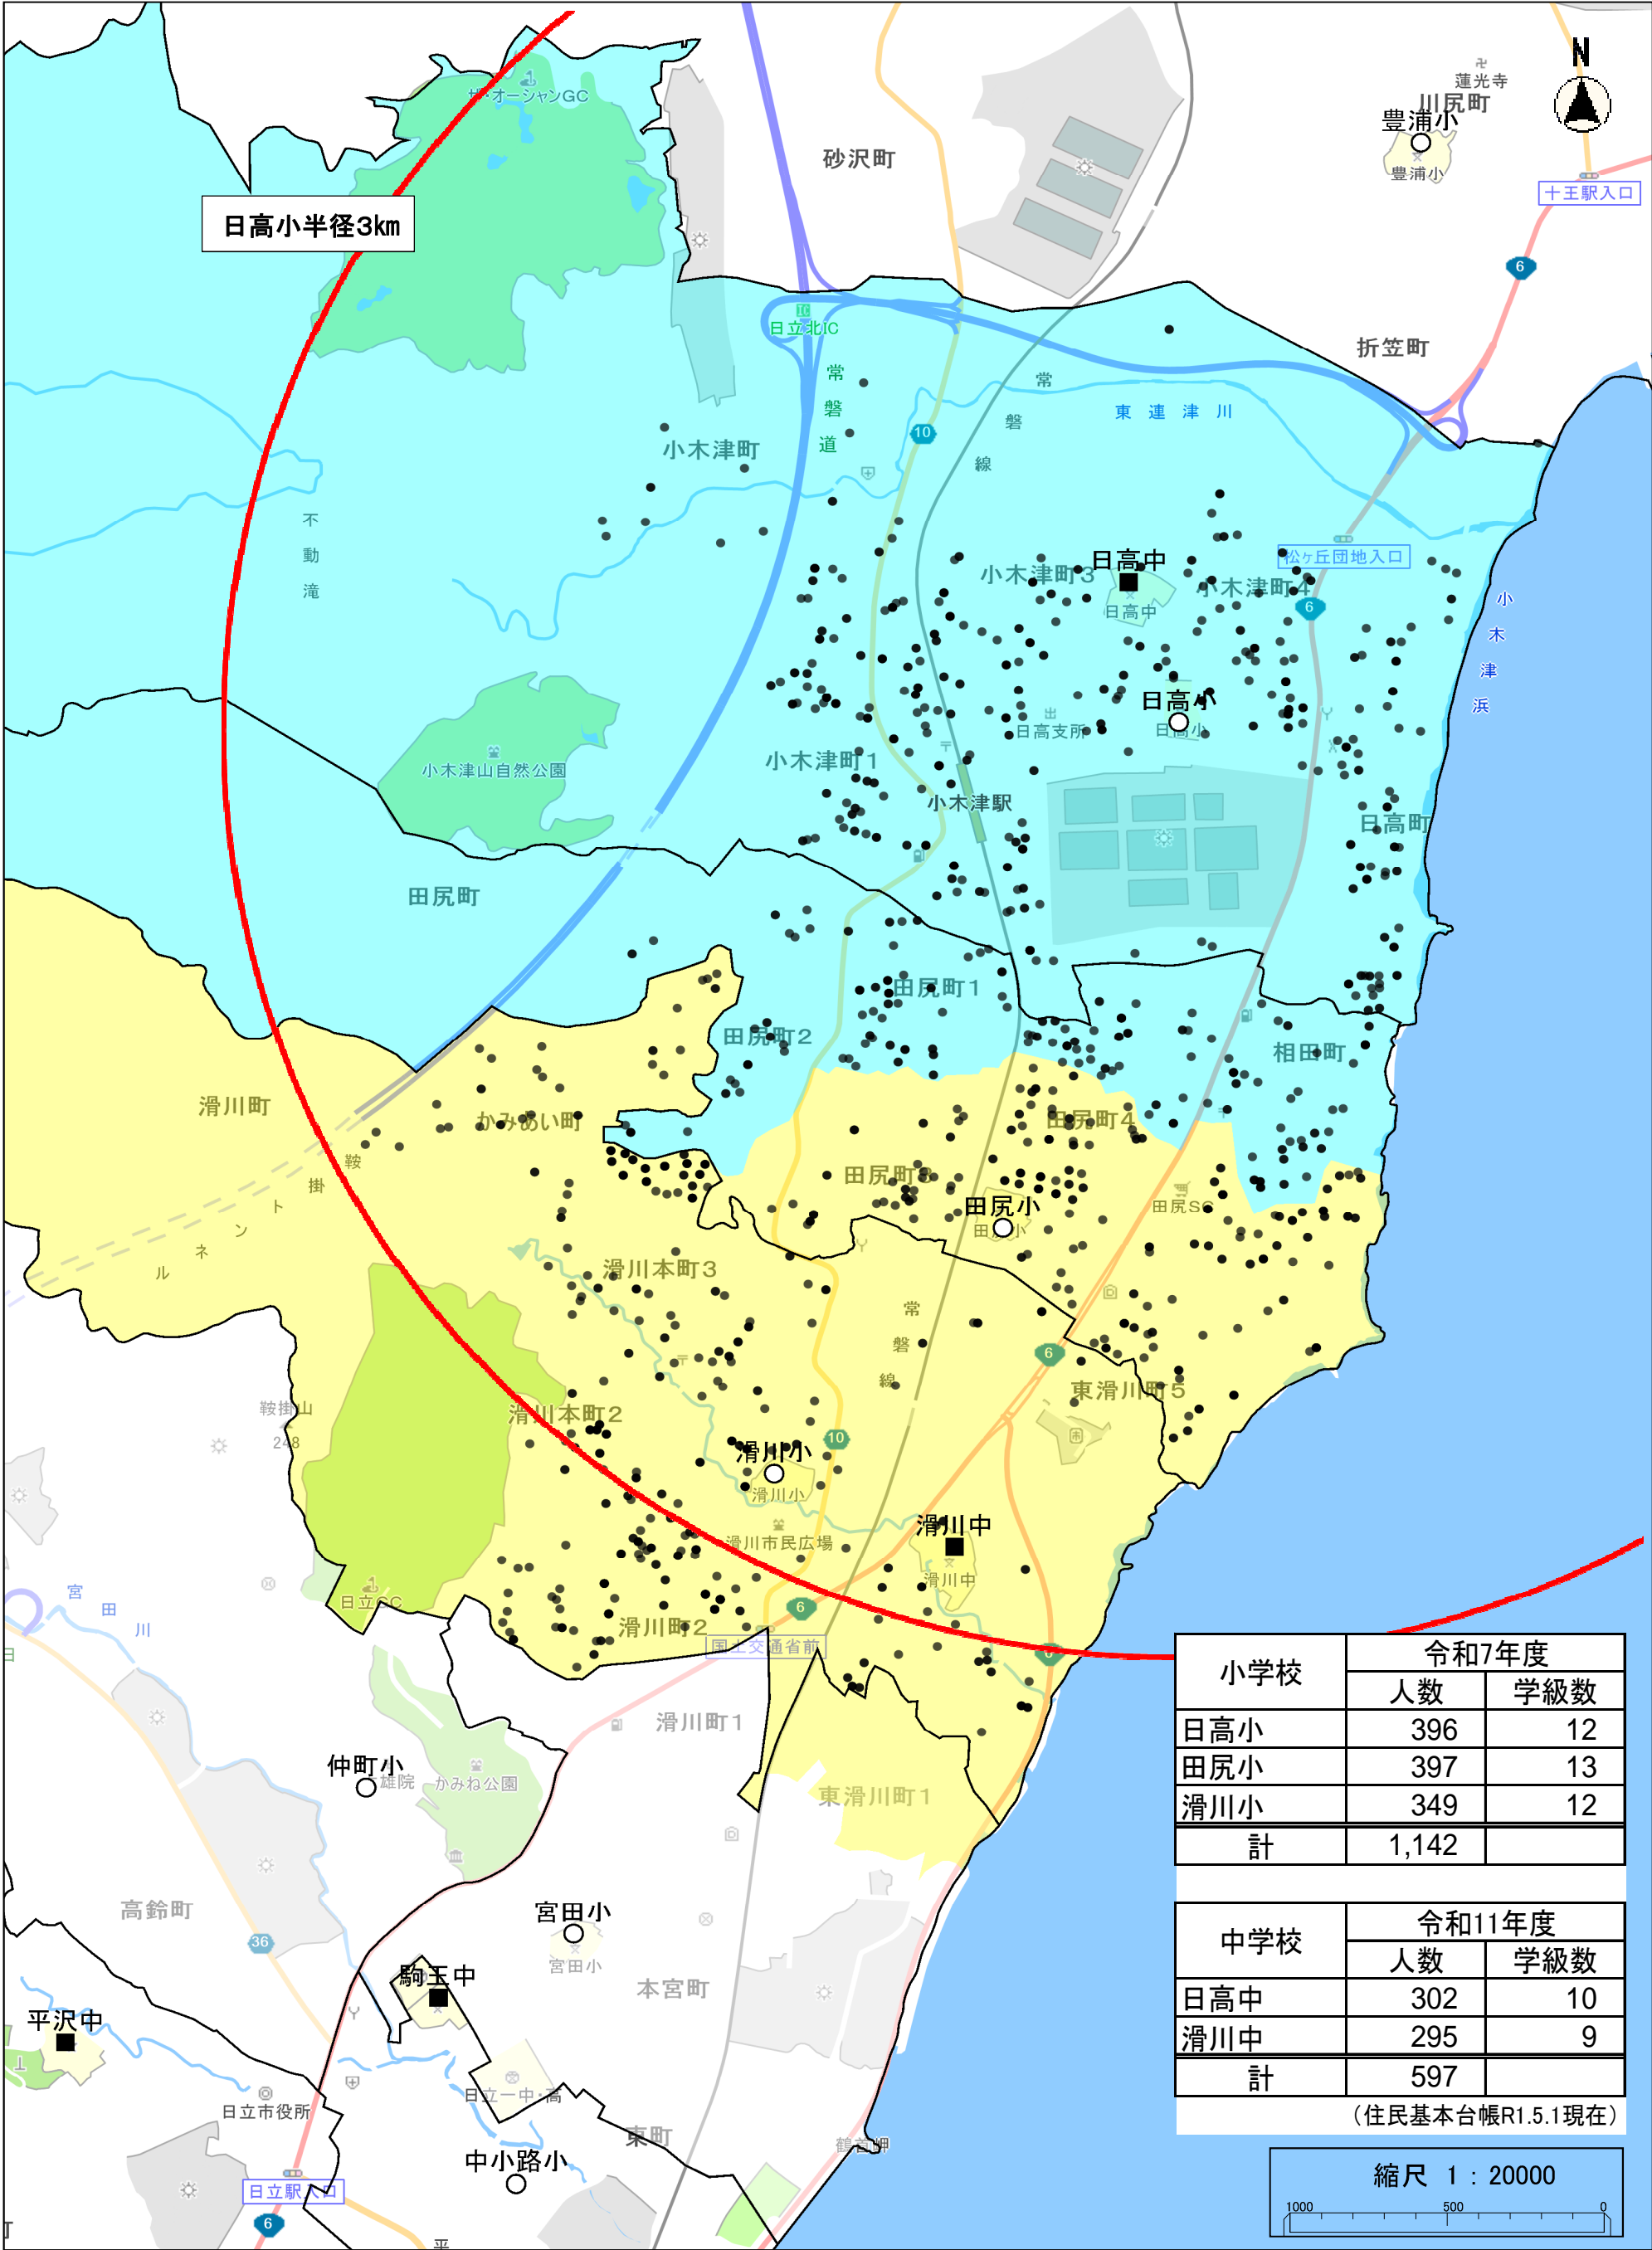 N
ザ・オーシャンGC
蓮光寺
川尻町
豊浦小
豊浦小
砂沢町
十王駅入口
日高小半径3km
6
日立北IC
IC
折笠町
常磐道
常磐線
東連津川
10
小木津町
不動滝
日高中
小木津町3
松ヶ丘団地入口
小木津町4
日高中
6
小木津浜
日高小
日高支所
日高小
小木津山自然公園
小木津町1
小木津駅
日高町
田尻町
田尻町1
田尻町2
相田町
滑川町
かみあい町
田尻町4
鞍掛トンネル
田尻町3
田尻小
田尻SC
滑川本町3
常磐線
6
東滑川町5
鞍掛山
248
滑川本町2
10
滑川小
滑川小
滑川中
滑川市民広場
滑川中
宮田川
日立GC
滑川町2
6
国土交通省前
6
滑川町1
仲町小
雄院
かみね公園
東滑川町1
高鈴町
宮田小
36
宮田小
駒王中
本宮町
平沢中
日立一中・高
日立市役所
東町
鶴首岬
中小路小
日立駅入口
6
平
小学校 令和7年度
人数 学級数
日高小 396 12
田尻小 397 13
滑川小 349 12
計 1,142
中学校 令和11年度
人数 学級数
日高中 302 10
滑川中 295 9
計 597
（住民基本台帳R1.5.1現在）
縮尺 1：20000
1000 500 0